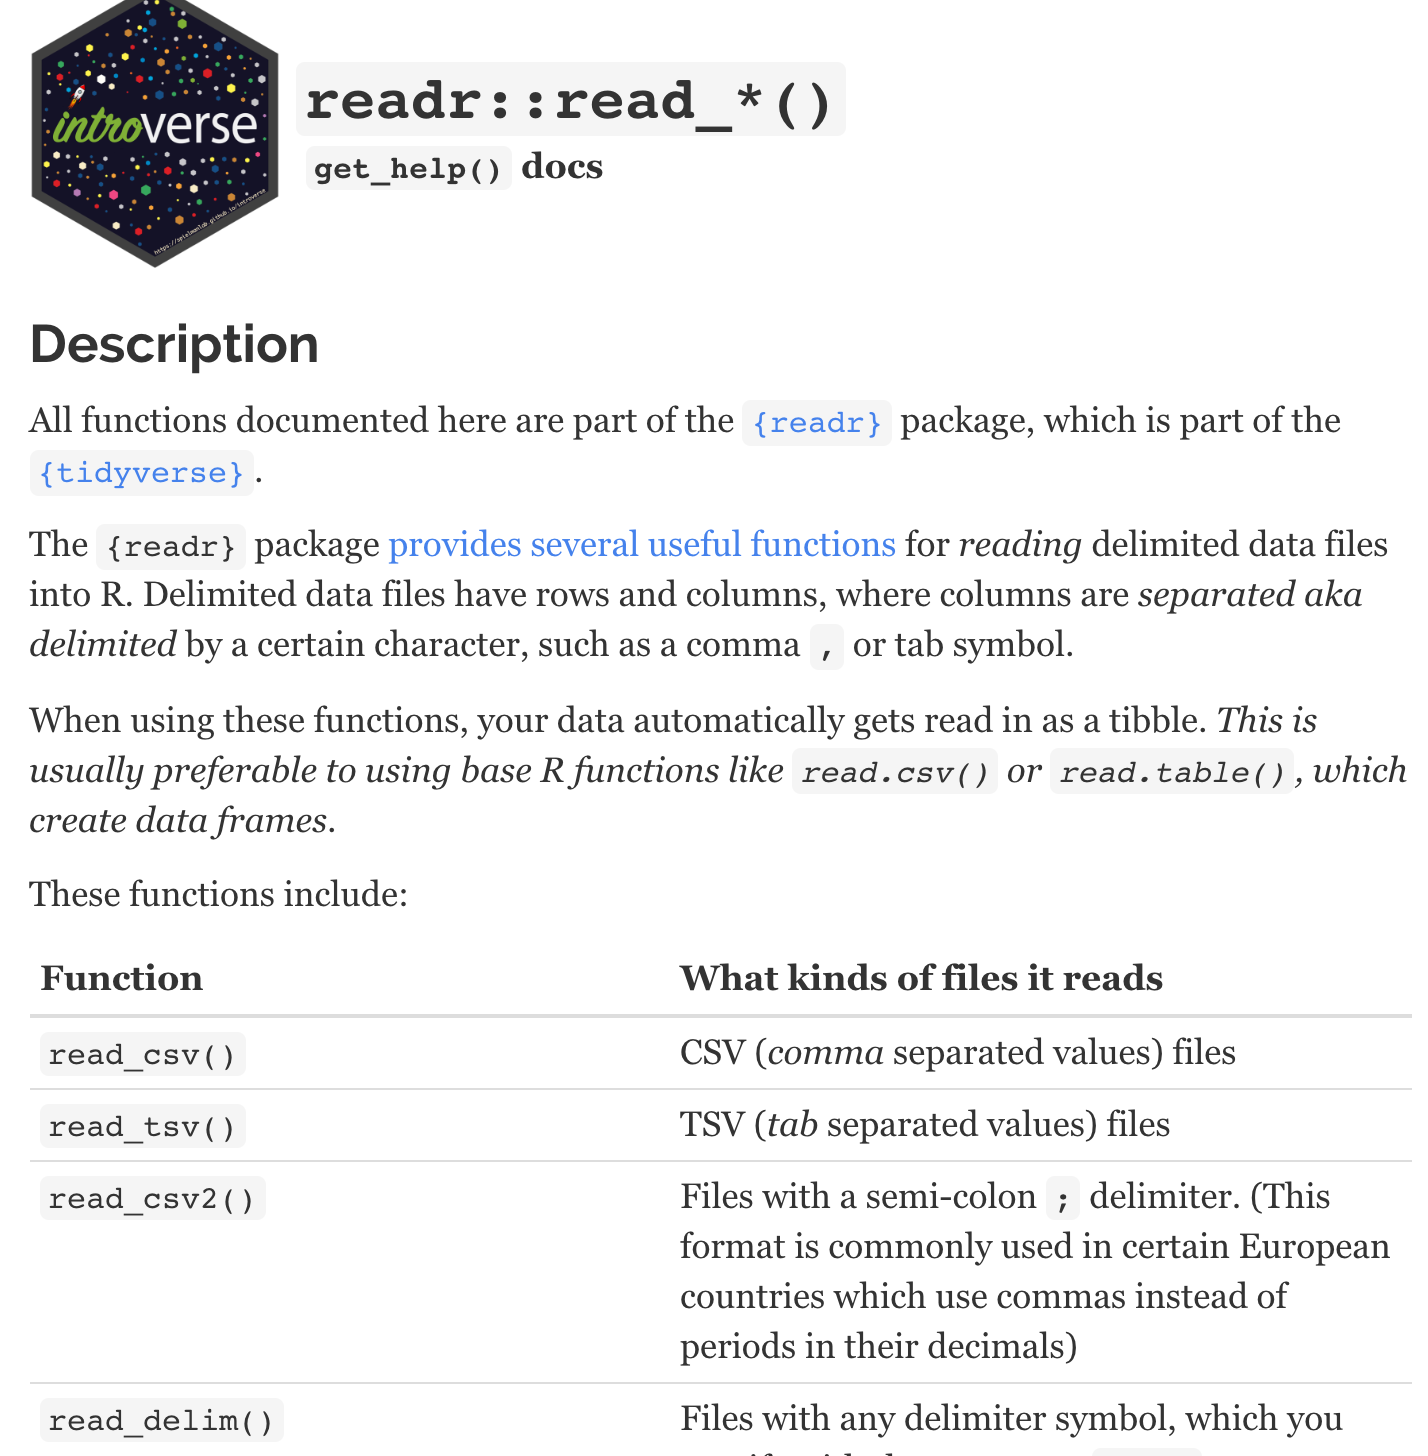 introverse
https://spielmanlab.github.io/introverse
readr::read_*()
get_help() docs
Description
All functions documented here are part of the {readr} package, which is part of the
{tidyverse}.
The {readr} package provides several useful functions for reading delimited data files
into R. Delimited data files have rows and columns, where columns are separated aka
delimited by a certain character, such as a comma , or tab symbol.
When using these functions, your data automatically gets read in as a tibble. This is
usually preferable to using base R functions like read.csv() or read.table(), which
create data frames.
These functions include:
Function What kinds of files it reads
read_csv() CSV (comma separated values) files
read_tsv() TSV (tab separated values) files
read_csv2() Files with a semi-colon ; delimiter. (This
format is commonly used in certain European
countries which use commas instead of
periods in their decimals)
read_delim() Files with any delimiter symbol, which you